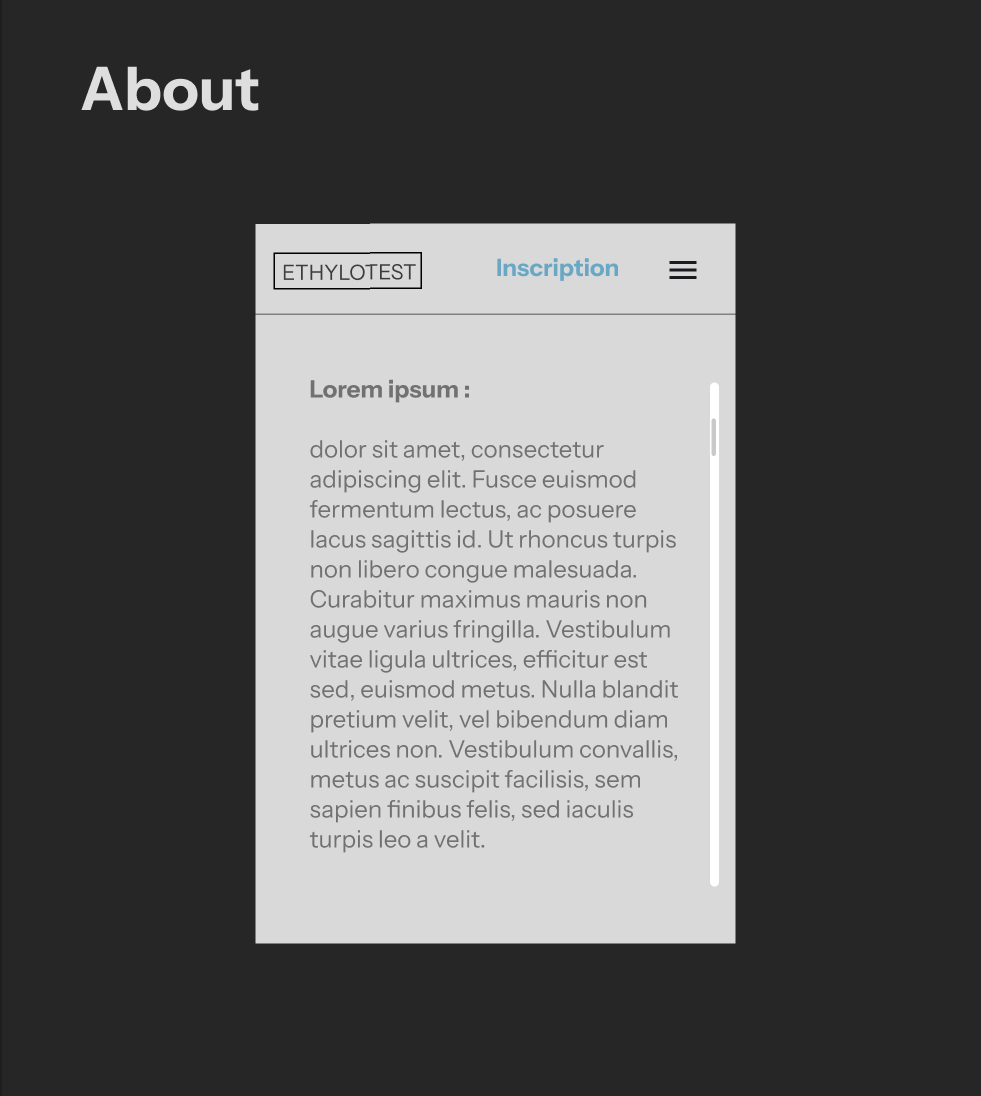 About
ETHYLOTEST
Inscription
Lorem ipsum :
dolor sit amet, consectetur
adipiscing elit. Fusce euismod
fermentum lectus, ac posuere
lacus sagittis id. Ut rhoncus turpis
non libero congue malesuada.
Curabitur maximus mauris non
augue varius fringilla. Vestibulum
vitae ligula ultrices, efficitur est
sed, euismod metus. Nulla blandit
pretium velit, vel bibendum diam
ultrices non. Vestibulum convallis,
metus ac suscipit facilisis, sem
sapien finibus felis, sed iaculis
turpis leo a velit.